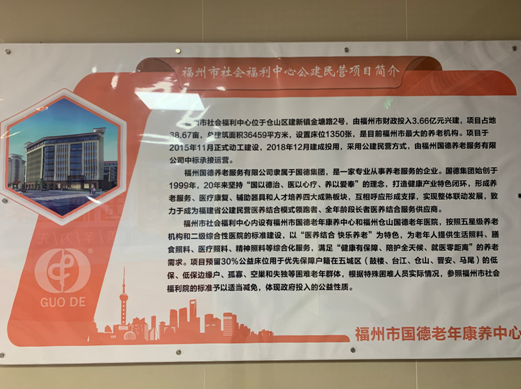 福州市社会福利中心公建民营项目简介
福州市社会福利中心位于仓山区建新镇金塘路2号，由福州市财政投入3.66亿元兴建，项目占地
38.67亩，总建筑面积36459平方米，设置床位1350张，是目前福州市最大的养老机构。项目于
2015年11月正式动工建设，2018年12月建成投用，采用公建民营方式，由福州国德养老服务有限
公司中标承接运营。
福州国德养老服务有限公司隶属于国德集团，是一家专业从事养老服务的企业。国德集团始创于
1999年，20年来坚持“国以德治、医以心疗、养以爱奉”的理念，打造健康产业特色闭环，形成养
老服务、医疗康复、辅助器具和人才培养四大成熟板块，互相呼应形成支撑，实现整体联动发展，致
力于成为福建省公建民营医养结合模式领跑者、全年龄段长者医养结合服务供应商。
福州市社会福利中心内设有福州市国德老年康养中心和福州仓山国德老年医院，按照五星级养老
机构和二级综合性医院的标准建设，以“医养结合 快乐养老”为特色，为老年人提供生活照料、膳
食照料、医疗照料、精神照料等综合化服务，满足“健康有保障、陪护全天候、就医零距离”的养老
需求。项目预留30%公益床位用于优先保障户籍在五城区（鼓楼、台江、仓山、晋安、马尾）的低
保、低保边缘户、孤寡、空巢和失独等困难老年群体，根据特殊困难人员实际情况，参照福州市社会
福利院的标准予以适当减免，体现政府投入的公益性质。
GUO DE
福州市国德老年康养中心